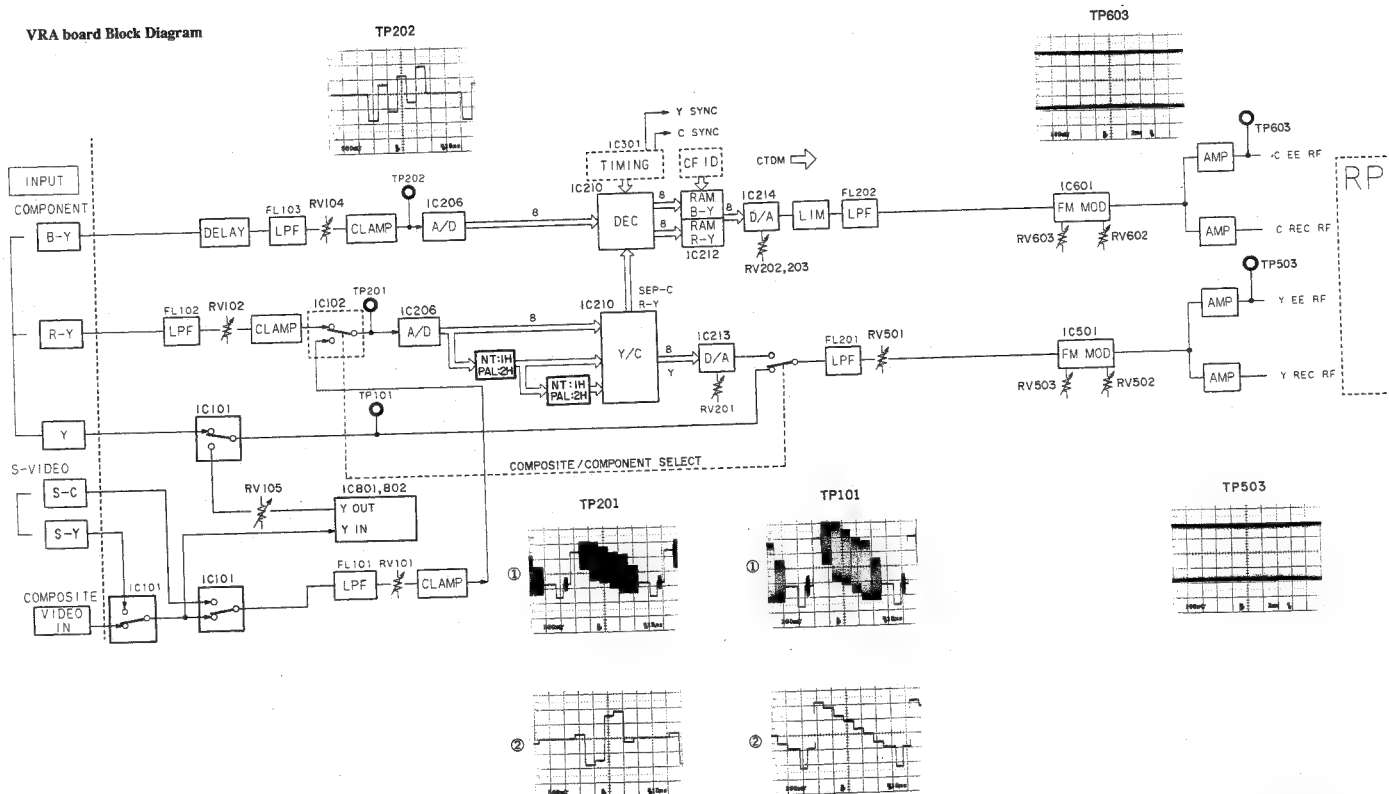 VRA board Block Diagram
TP202
TP603
Y SYNC
C SYNC
IC301
TIMING
CF ID
CTDM
TP603
AMP
C EE RF
RP
INPUT
COMPONENT
B-Y
DELAY
FL103
LPF
RV104
CLAMP
TP202
IC206
A/D
8
IC210
DEC
8
8
RAM
B-Y
RAM
R-Y
IC212
IC214
D/A
RV202,203
LIM
FL202
LPF
IC601
FM MOD
RV603
RV602
AMP
C REC RF
TP503
SEP-C
R-Y
R-Y
FL102
LPF
RV102
CLAMP
IC102
TP201
IC206
A/D
8
IC210
Y/C
NT:1H
PAL:2H
NT:1H
PAL:2H
8
Y
IC213
D/A
RV201
FL201
LPF
RV501
IC501
FM MOD
RV503
RV502
AMP
Y EE RF
AMP
Y REC RF
Y
IC101
TP101
COMPOSITE/COMPONENT SELECT
S-VIDEO
S-C
S-Y
RV105
IC801,802
Y OUT
Y IN
TP201
TP101
TP503
①
①
COMPOSITE
VIDEO
IN
IC101
IC101
FL101
LPF
RV101
CLAMP
②
②